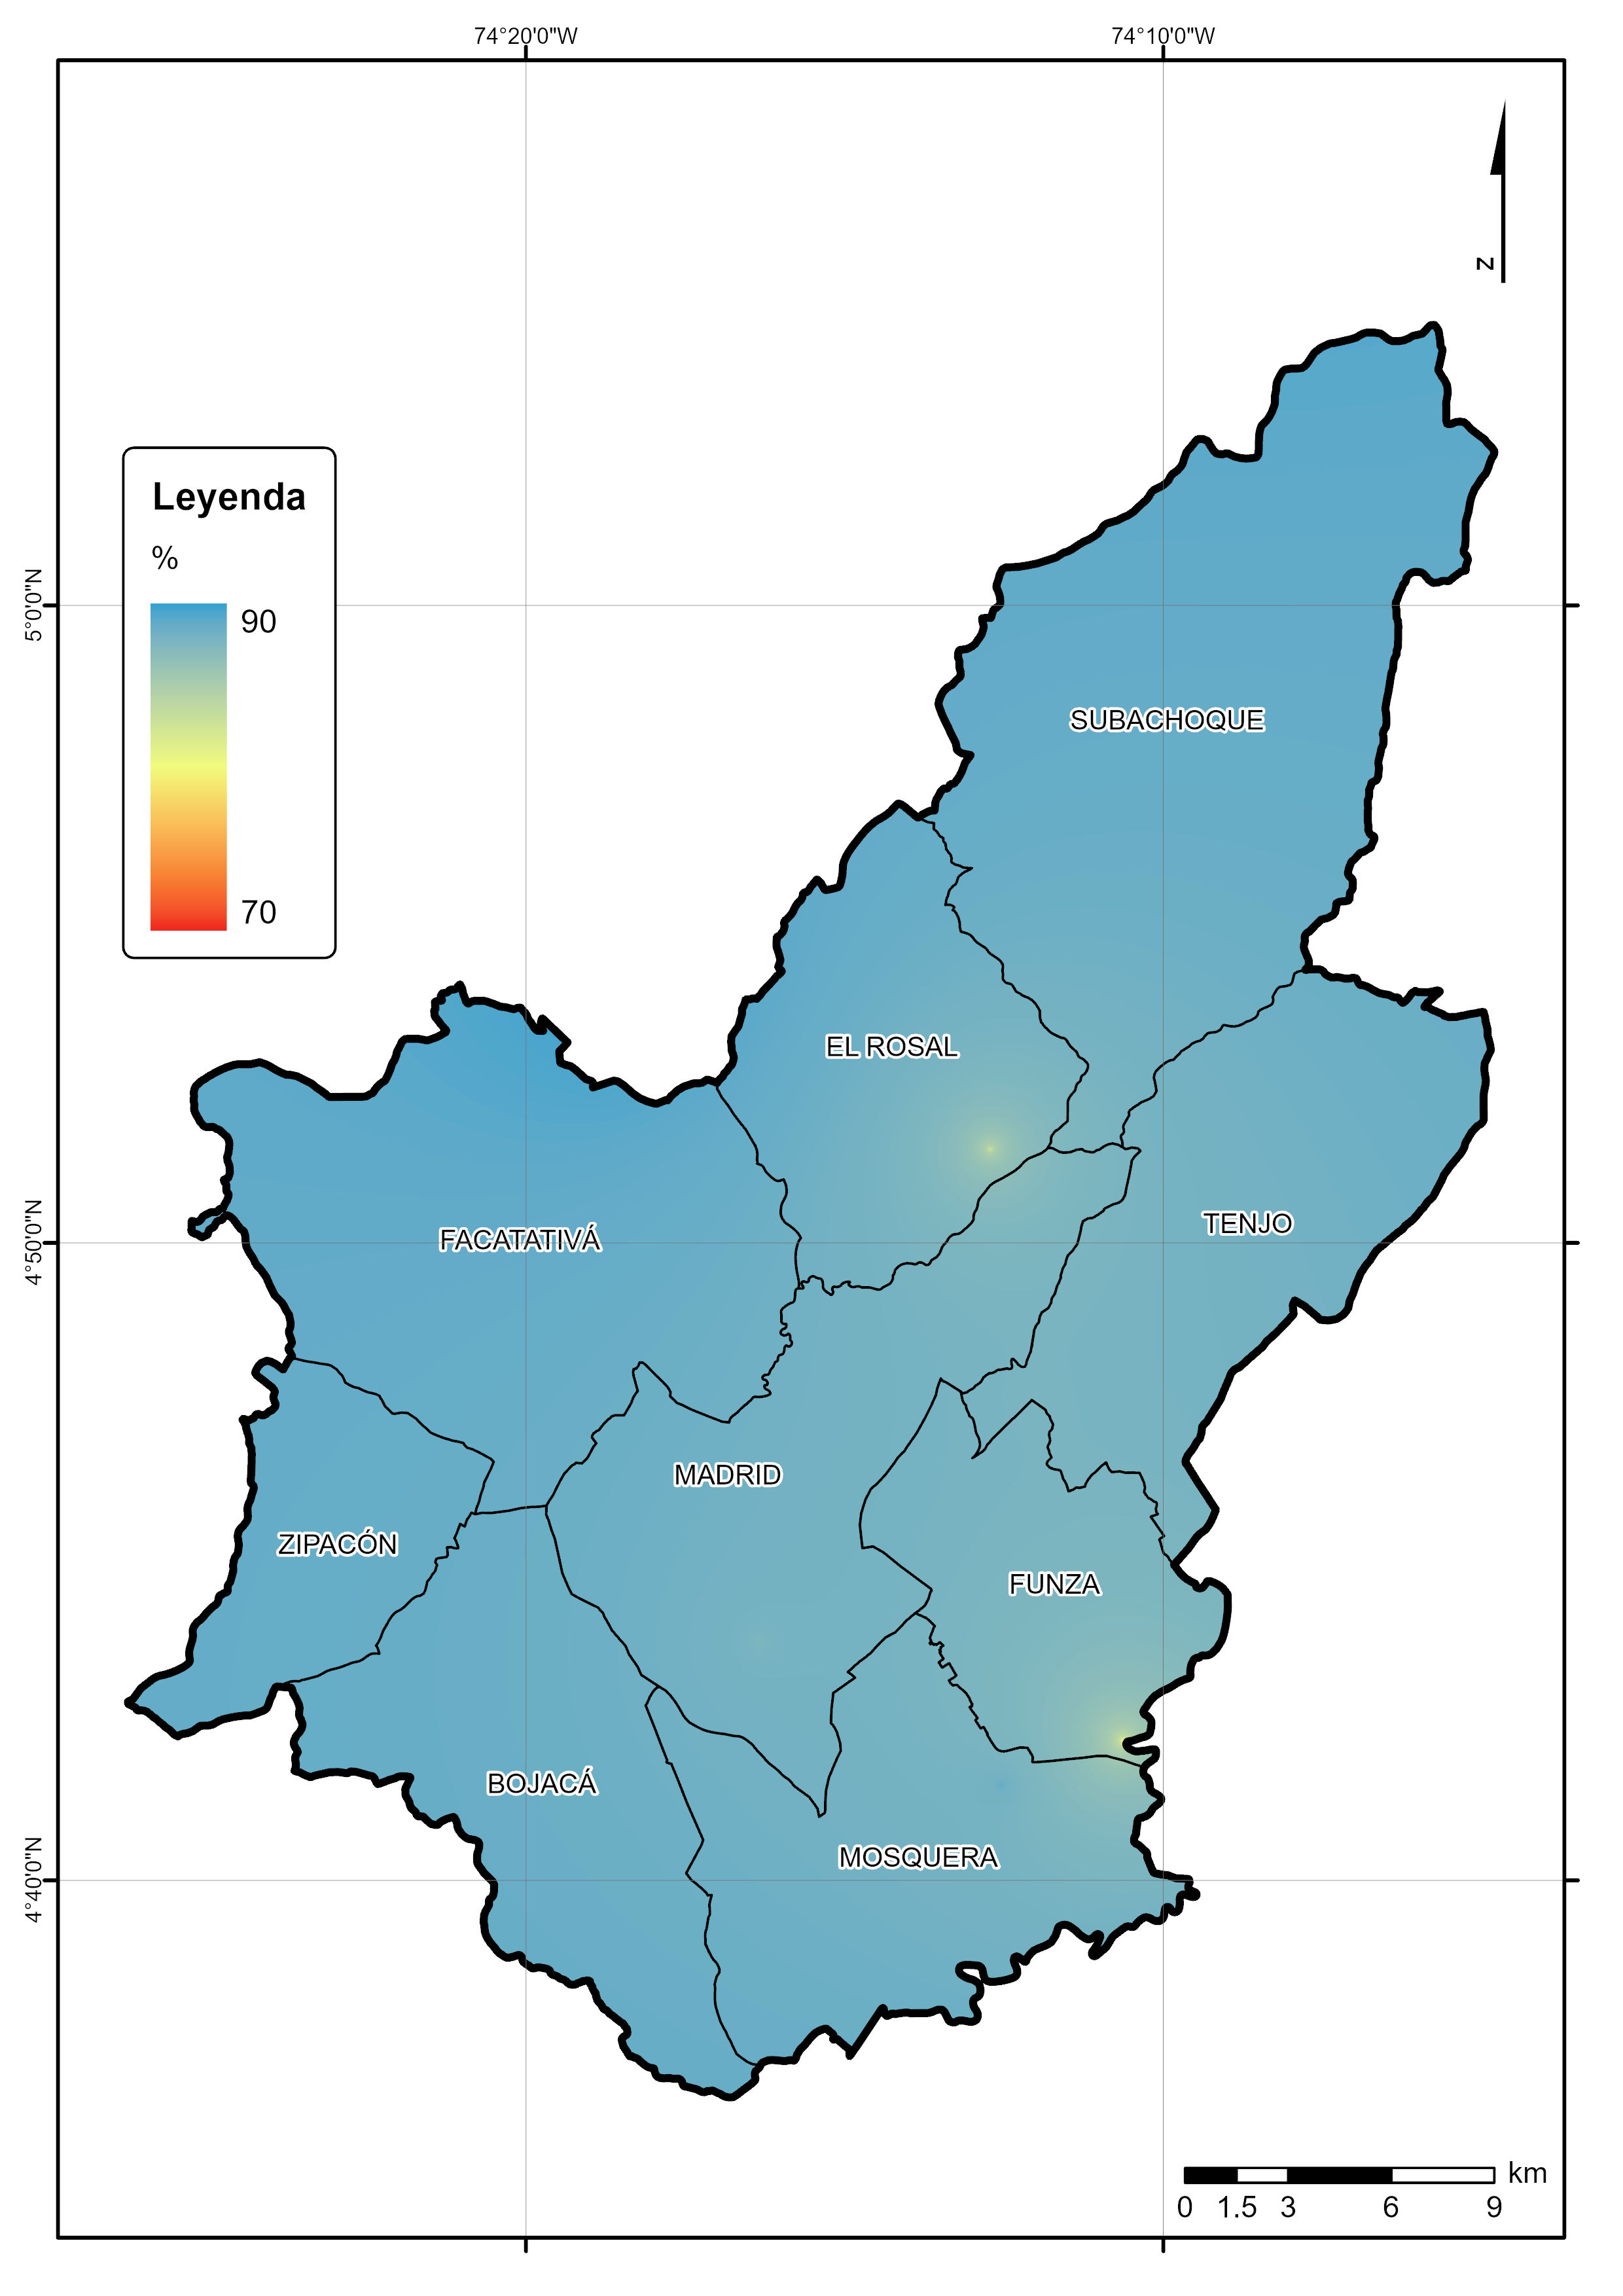 74°20'0"W
74°10'0"W
N
5°0'0"N
4°50'0"N
4°40'0"N
Leyenda
%
90
70
SUBACHOQUE
EL ROSAL
TENJO
FACATATIVÁ
MADRID
ZIPACÓN
FUNZA
BOJACÁ
MOSQUERA
km
0 1.5 3 6 9